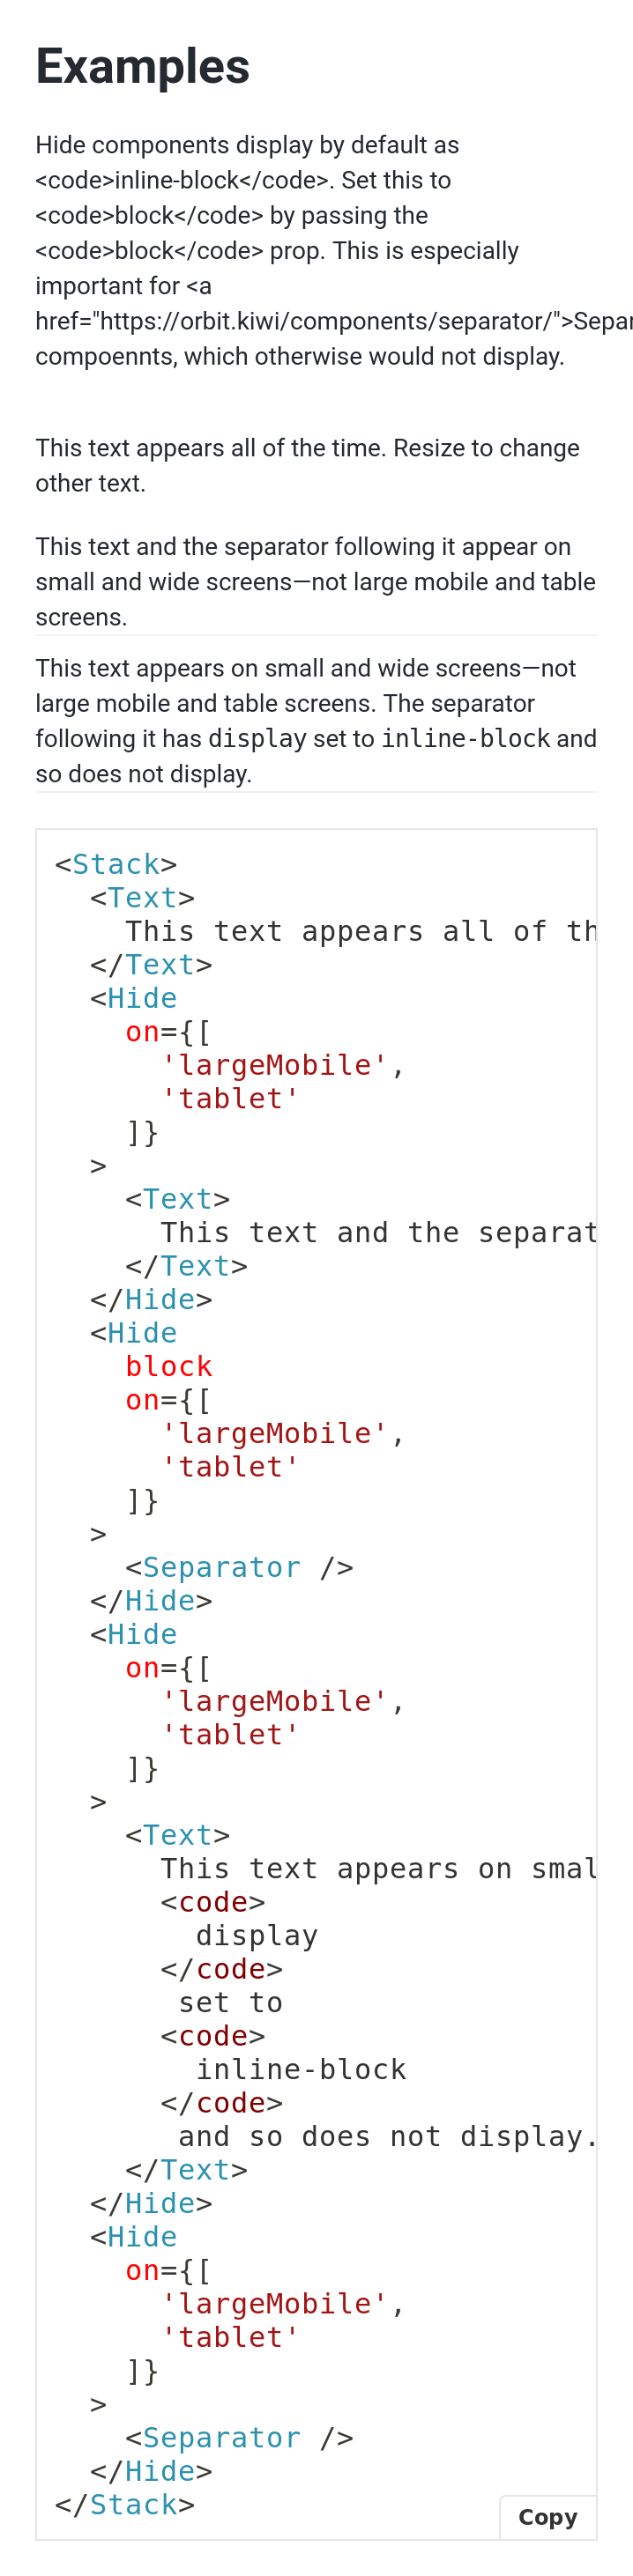 Examples
Hide components display by default as
<code>inline-block</code>. Set this to
<code>block</code> by passing the
<code>block</code> prop. This is especially
important for <a
href="https://orbit.kiwi/components/separator/">Separ
compoennts, which otherwise would not display.
This text appears all of the time. Resize to change
other text.
This text and the separator following it appear on
small and wide screens—not large mobile and table
screens.
This text appears on small and wide screens—not
large mobile and table screens. The separator
following it has display set to inline-block and
so does not display.
<Stack>
  <Text>
    This text appears all of th
  </Text>
  <Hide
    on={[
      'largeMobile',
      'tablet'
    ]}
  >
    <Text>
      This text and the separat
    </Text>
  </Hide>
  <Hide
    block
    on={[
      'largeMobile',
      'tablet'
    ]}
  >
    <Separator />
  </Hide>
  <Hide
    on={[
      'largeMobile',
      'tablet'
    ]}
  >
    <Text>
      This text appears on smal
      <code>
        display
      </code>
       set to
      <code>
        inline-block
      </code>
       and so does not display.
    </Text>
  </Hide>
  <Hide
    on={[
      'largeMobile',
      'tablet'
    ]}
  >
    <Separator />
  </Hide>
</Stack>
Copy